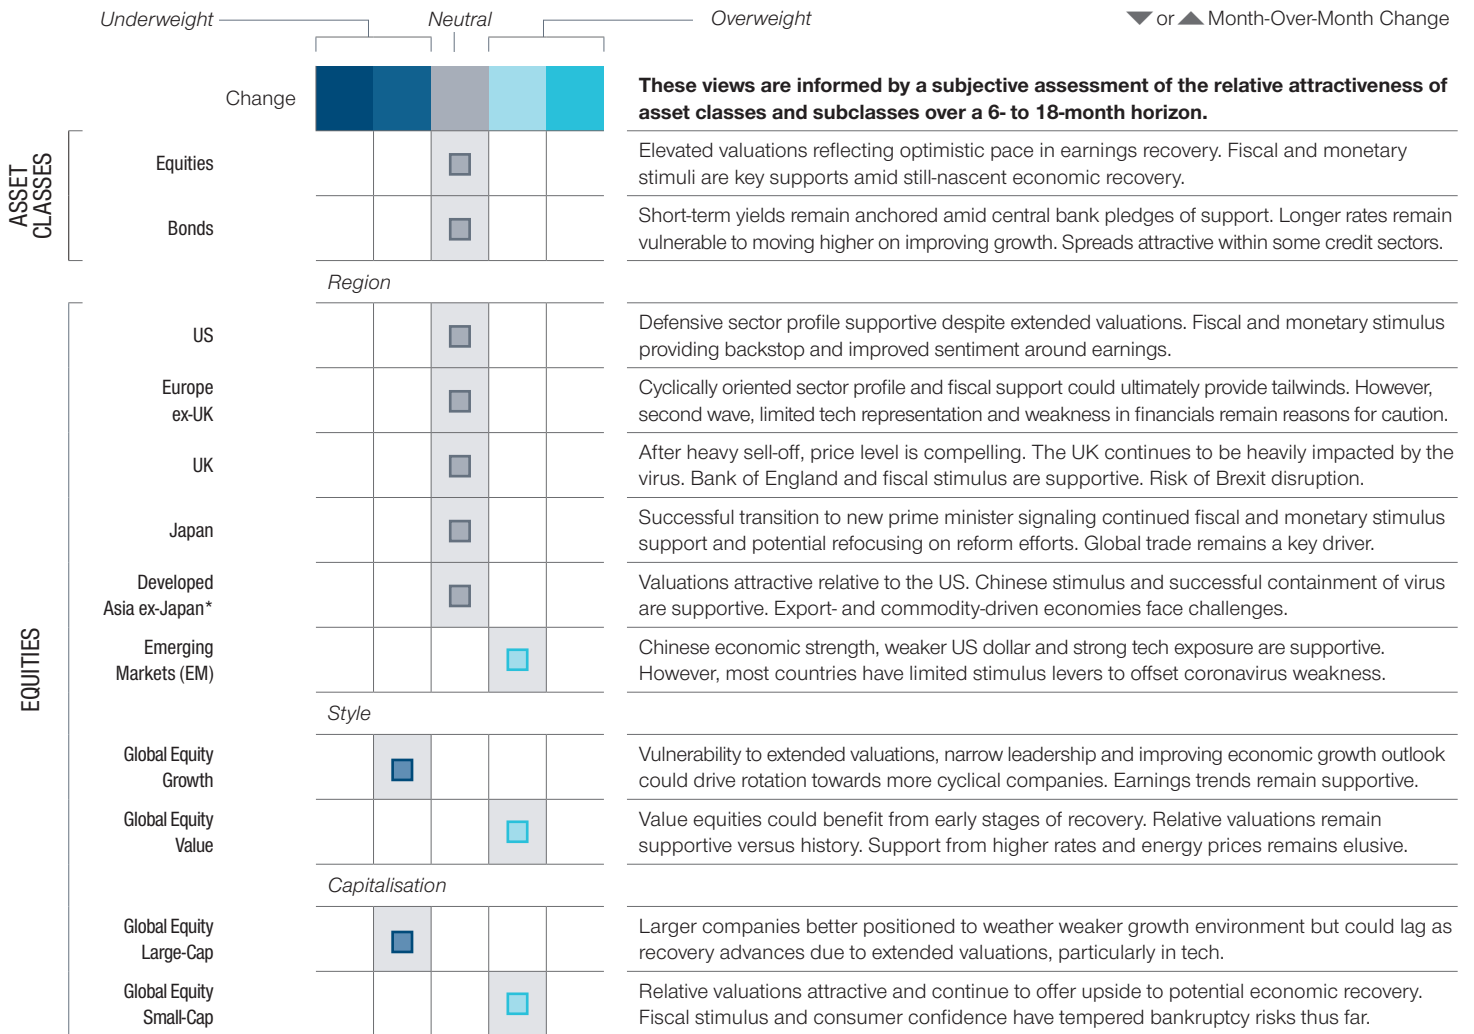 Underweight
Neutral
Overweight
or Month-Over-Month Change
Change
These views are informed by a subjective assessment of the relative attractiveness of
asset classes and subclasses over a 6- to 18-month horizon.
ASSET
CLASSES
Equities
Elevated valuations reflecting optimistic pace in earnings recovery. Fiscal and monetary
stimuli are key supports amid still-nascent economic recovery.
Bonds
Short-term yields remain anchored amid central bank pledges of support. Longer rates remain
vulnerable to moving higher on improving growth. Spreads attractive within some credit sectors.
EQUITIES
Region
US
Defensive sector profile supportive despite extended valuations. Fiscal and monetary stimulus
providing backstop and improved sentiment around earnings.
Europe
ex-UK
Cyclically oriented sector profile and fiscal support could ultimately provide tailwinds. However,
second wave, limited tech representation and weakness in financials remain reasons for caution.
UK
After heavy sell-off, price level is compelling. The UK continues to be heavily impacted by the
virus. Bank of England and fiscal stimulus are supportive. Risk of Brexit disruption.
Japan
Successful transition to new prime minister signaling continued fiscal and monetary stimulus
support and potential refocusing on reform efforts. Global trade remains a key driver.
Developed
Asia ex-Japan*
Valuations attractive relative to the US. Chinese stimulus and successful containment of virus
are supportive. Export- and commodity-driven economies face challenges.
Emerging
Markets (EM)
Chinese economic strength, weaker US dollar and strong tech exposure are supportive.
However, most countries have limited stimulus levers to offset coronavirus weakness.
Style
Global Equity
Growth
Vulnerability to extended valuations, narrow leadership and improving economic growth outlook
could drive rotation towards more cyclical companies. Earnings trends remain supportive.
Global Equity
Value
Value equities could benefit from early stages of recovery. Relative valuations remain
supportive versus history. Support from higher rates and energy prices remains elusive.
Capitalisation
Global Equity
Large-Cap
Larger companies better positioned to weather weaker growth environment but could lag as
recovery advances due to extended valuations, particularly in tech.
Global Equity
Small-Cap
Relative valuations attractive and continue to offer upside to potential economic recovery.
Fiscal stimulus and consumer confidence have tempered bankruptcy risks thus far.